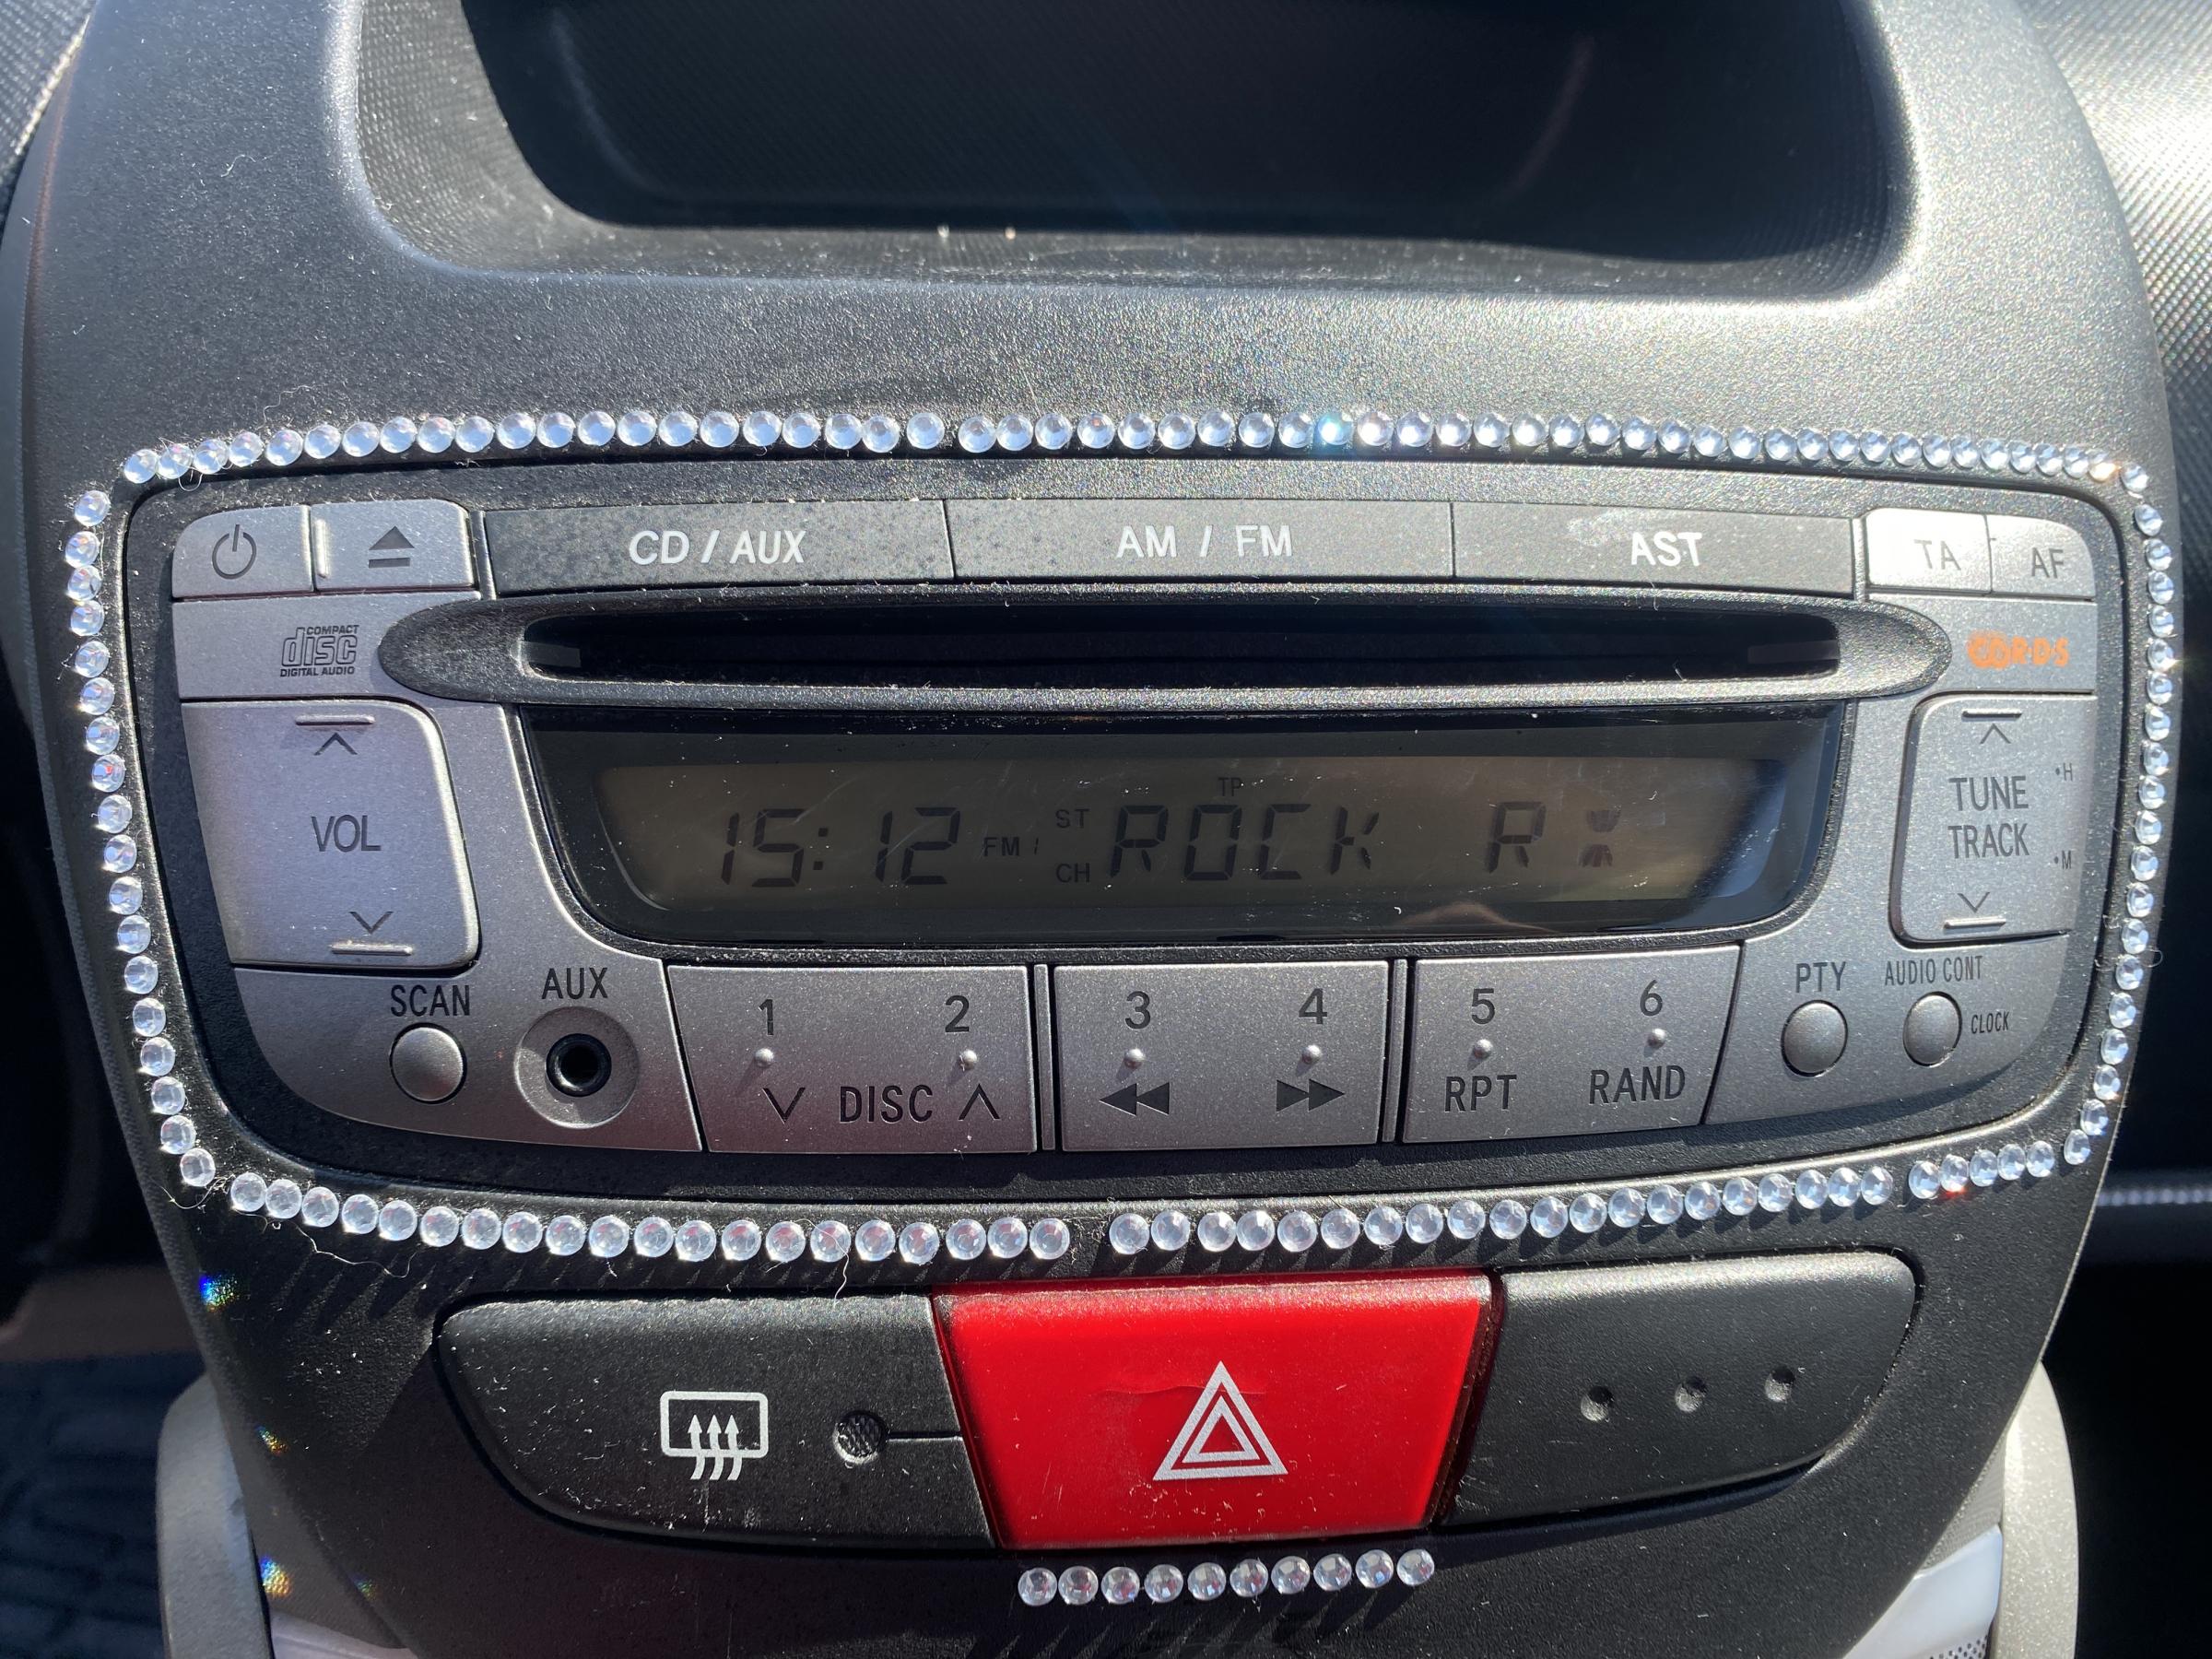 CD / AUX AM / FM AST TA AF
COMPACT
disc
DIGITAL AUDIO
RDS
VOL
15:12 FM 1 ST CH TP ROCK R
TUNE
TRACK
•H
•M
SCAN AUX
1 2
DISC
3 4
5 6
RPT RAND
PTY AUDIO CONT
CLOCK